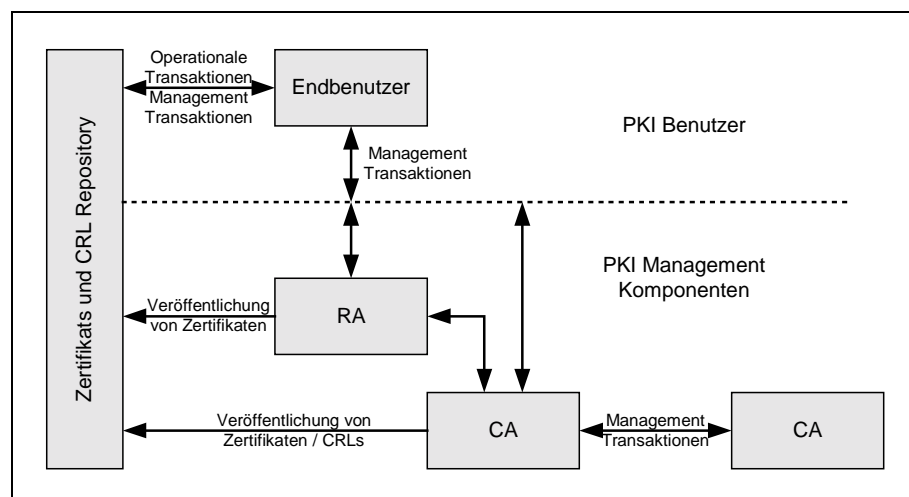 Zertifikats und CRL Repository
Operationale
Transaktionen
Management
Transaktionen
Endbenutzer
PKI Benutzer
Management
Transaktionen
PKI Management
Komponenten
Veröffentlichung
von Zertifikaten
RA
Veröffentlichung von
Zertifikaten / CRLs
CA
Management
Transaktionen
CA